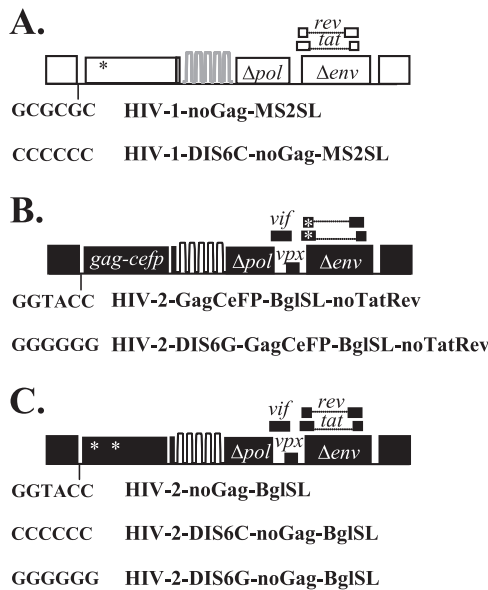 A.
rev
tat
*
Δpol
Δenv
GCGCGC HIV-1-noGag-MS2SL
CCCCCC HIV-1-DIS6C-noGag-MS2SL
B.
vif
*
*
gag-cefp
Δpol
vpx
Δenv
GGTACC HIV-2-GagCeFP-BglSL-noTatRev
GGGGGG HIV-2-DIS6G-GagCeFP-BglSL-noTatRev
C.
vif
rev
tat
* *
Δpol
vpx
Δenv
GGTACC HIV-2-noGag-BglSL
CCCCCC HIV-2-DIS6C-noGag-BglSL
GGGGGG HIV-2-DIS6G-noGag-BglSL